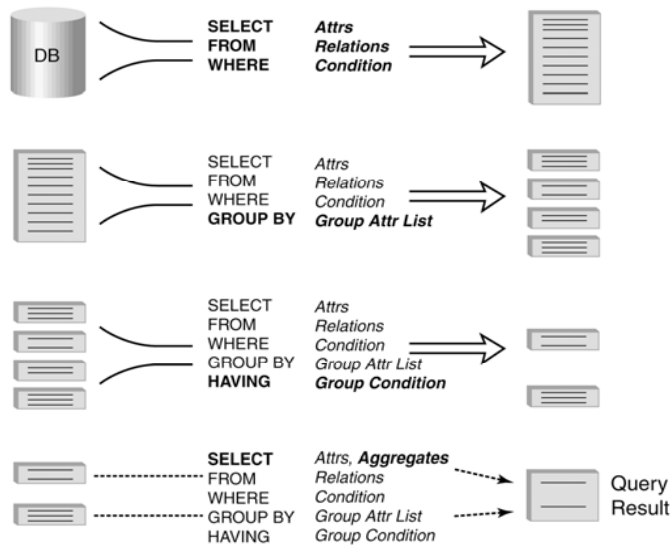 DB
SELECT Attrs
FROM Relations
WHERE Condition
SELECT Attrs
FROM Relations
WHERE Condition
GROUP BY Group Attr List
SELECT Attrs
FROM Relations
WHERE Condition
GROUP BY Group Attr List
HAVING Group Condition
SELECT Attrs, Aggregates
FROM Relations
WHERE Condition
GROUP BY Group Attr List
HAVING Group Condition
Query
Result